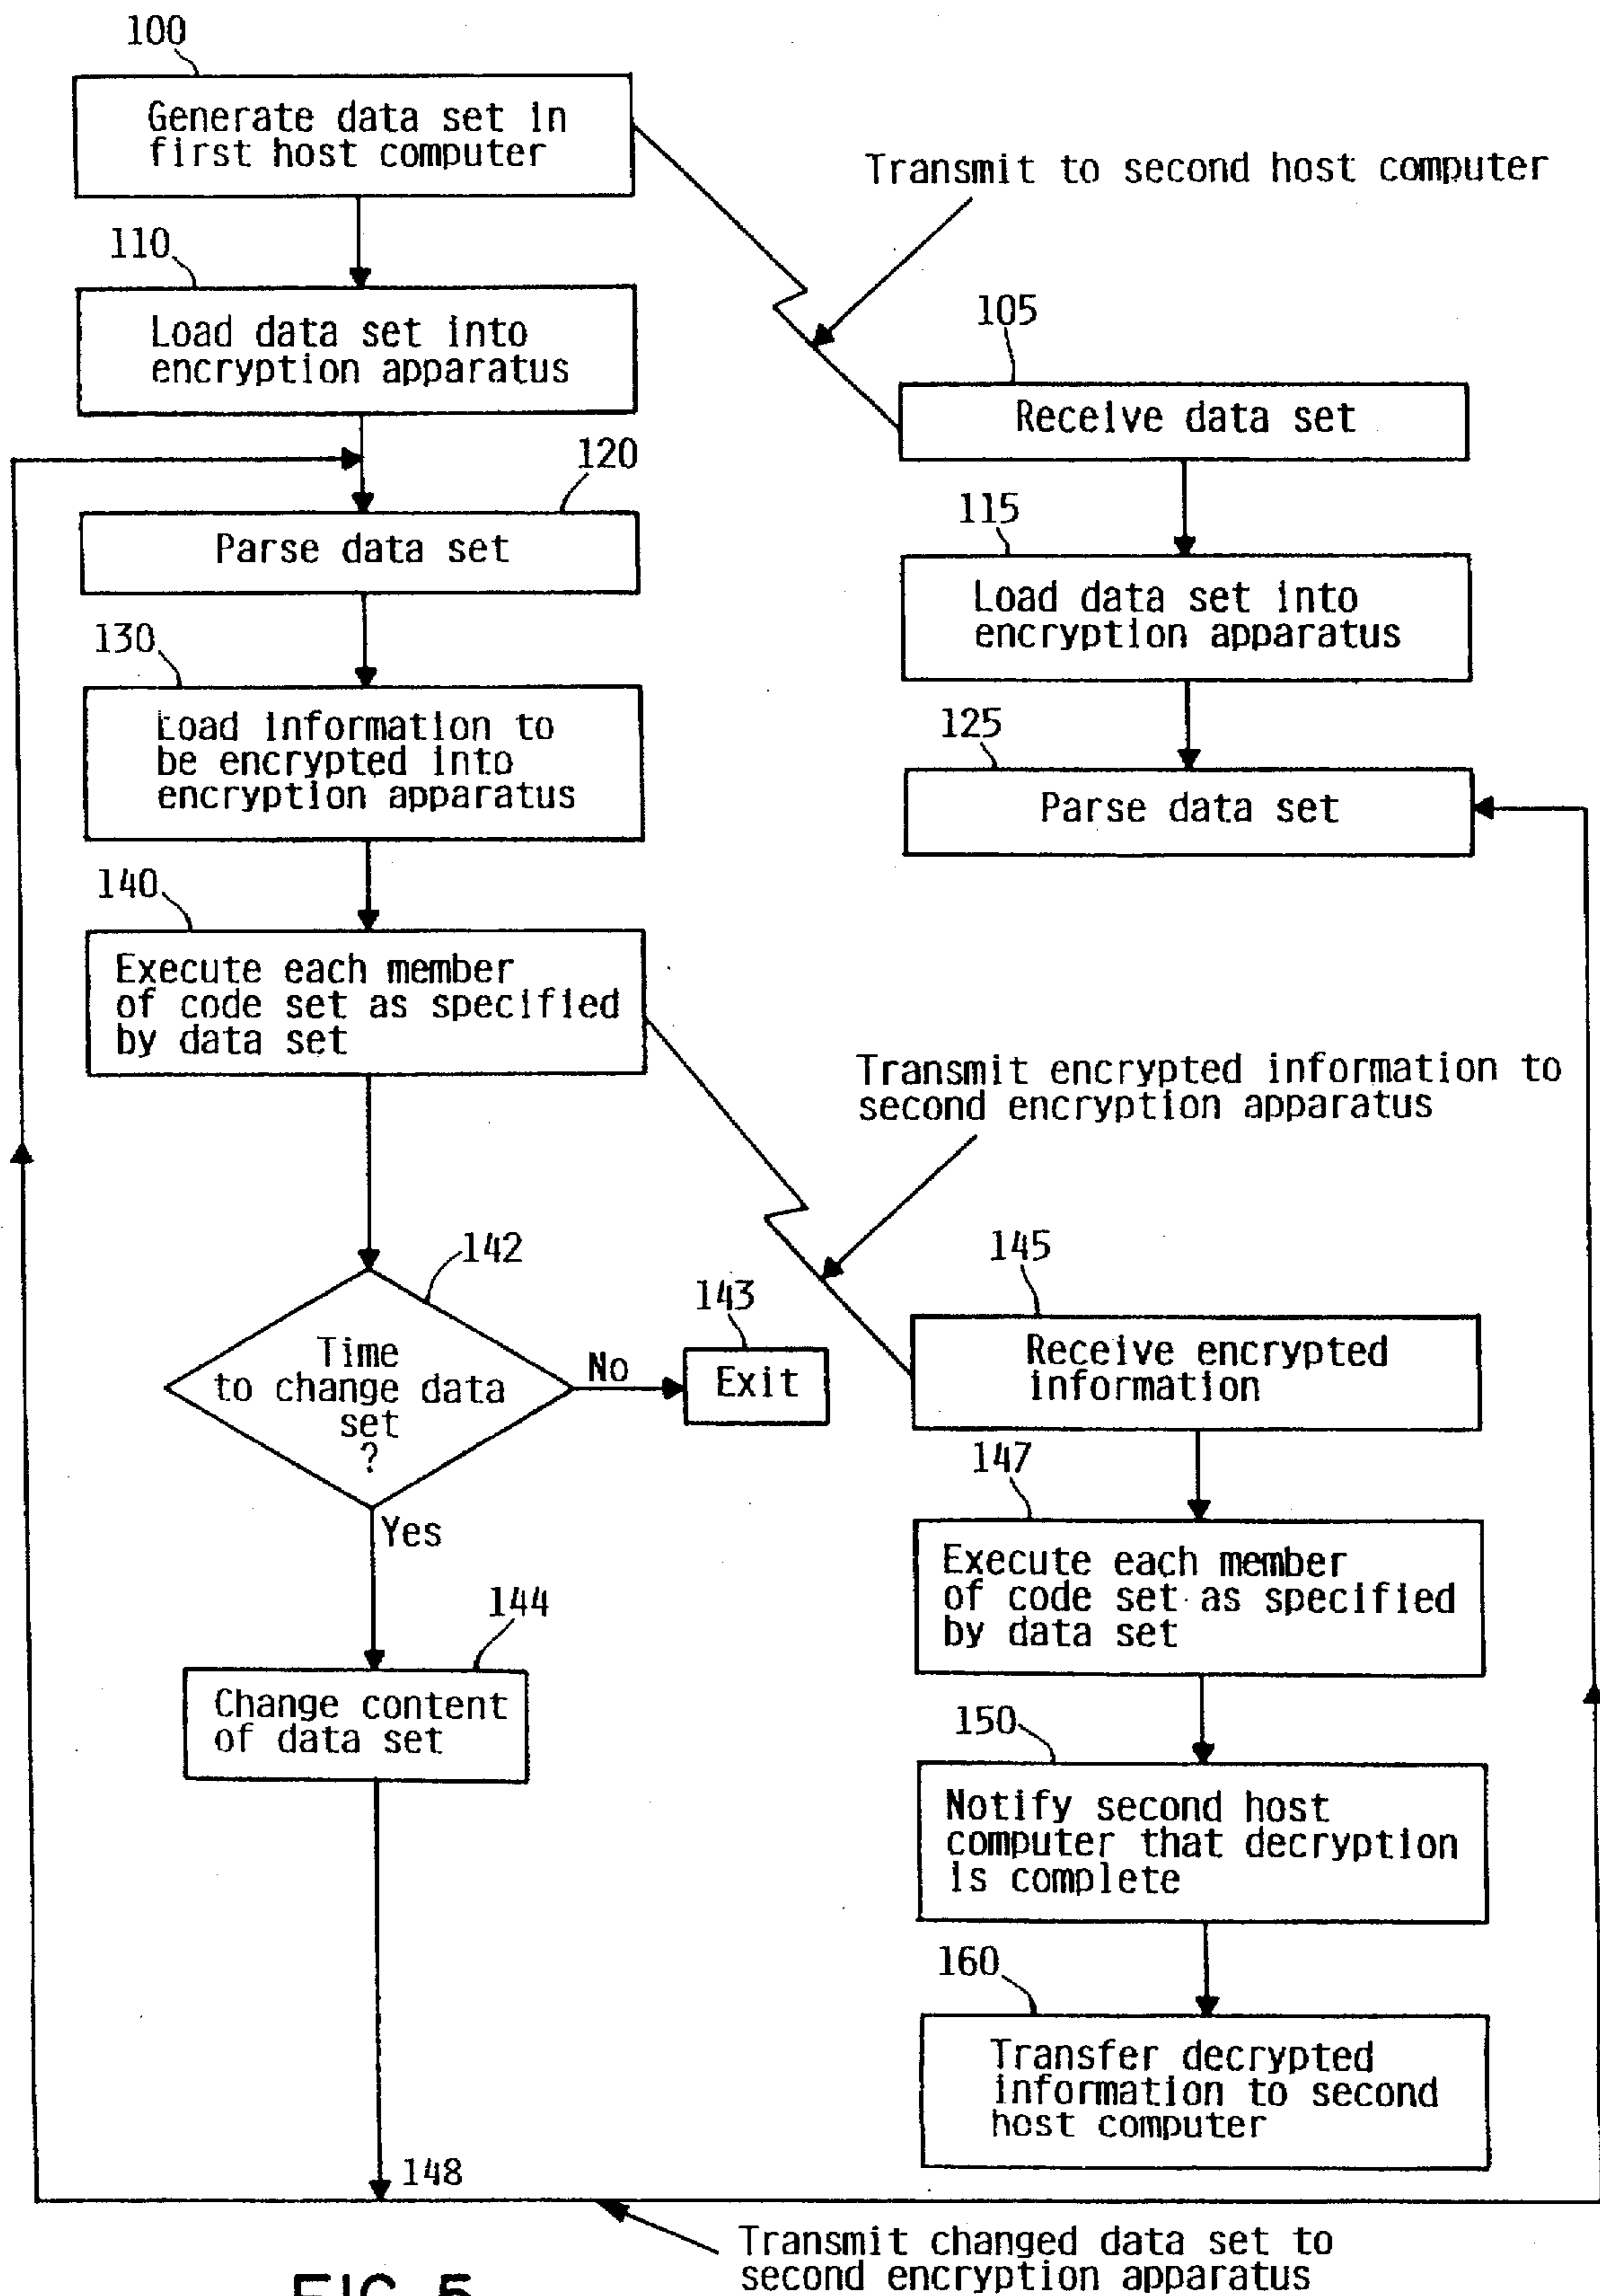 100
Generate data set in
first host computer
Transmit to second host computer
110
Load data set into
encryption apparatus
105
Receive data set
120
Parse data set
115
Load data set into
encryption apparatus
130
Load information to
be encrypted into
encryption apparatus
125
Parse data set
140
Execute each member
of code set as specified
by data set
Transmit encrypted information to
second encryption apparatus
142
Time
to change data
set
?
No
143
Exit
145
Receive encrypted
information
Yes
147
Execute each member
of code set as specified
by data set
144
Change content
of data set
150
Notify second host
computer that decryption
is complete
160
Transfer decrypted
information to second
host computer
148
Transmit changed data set to
second encryption apparatus
FIG. 5